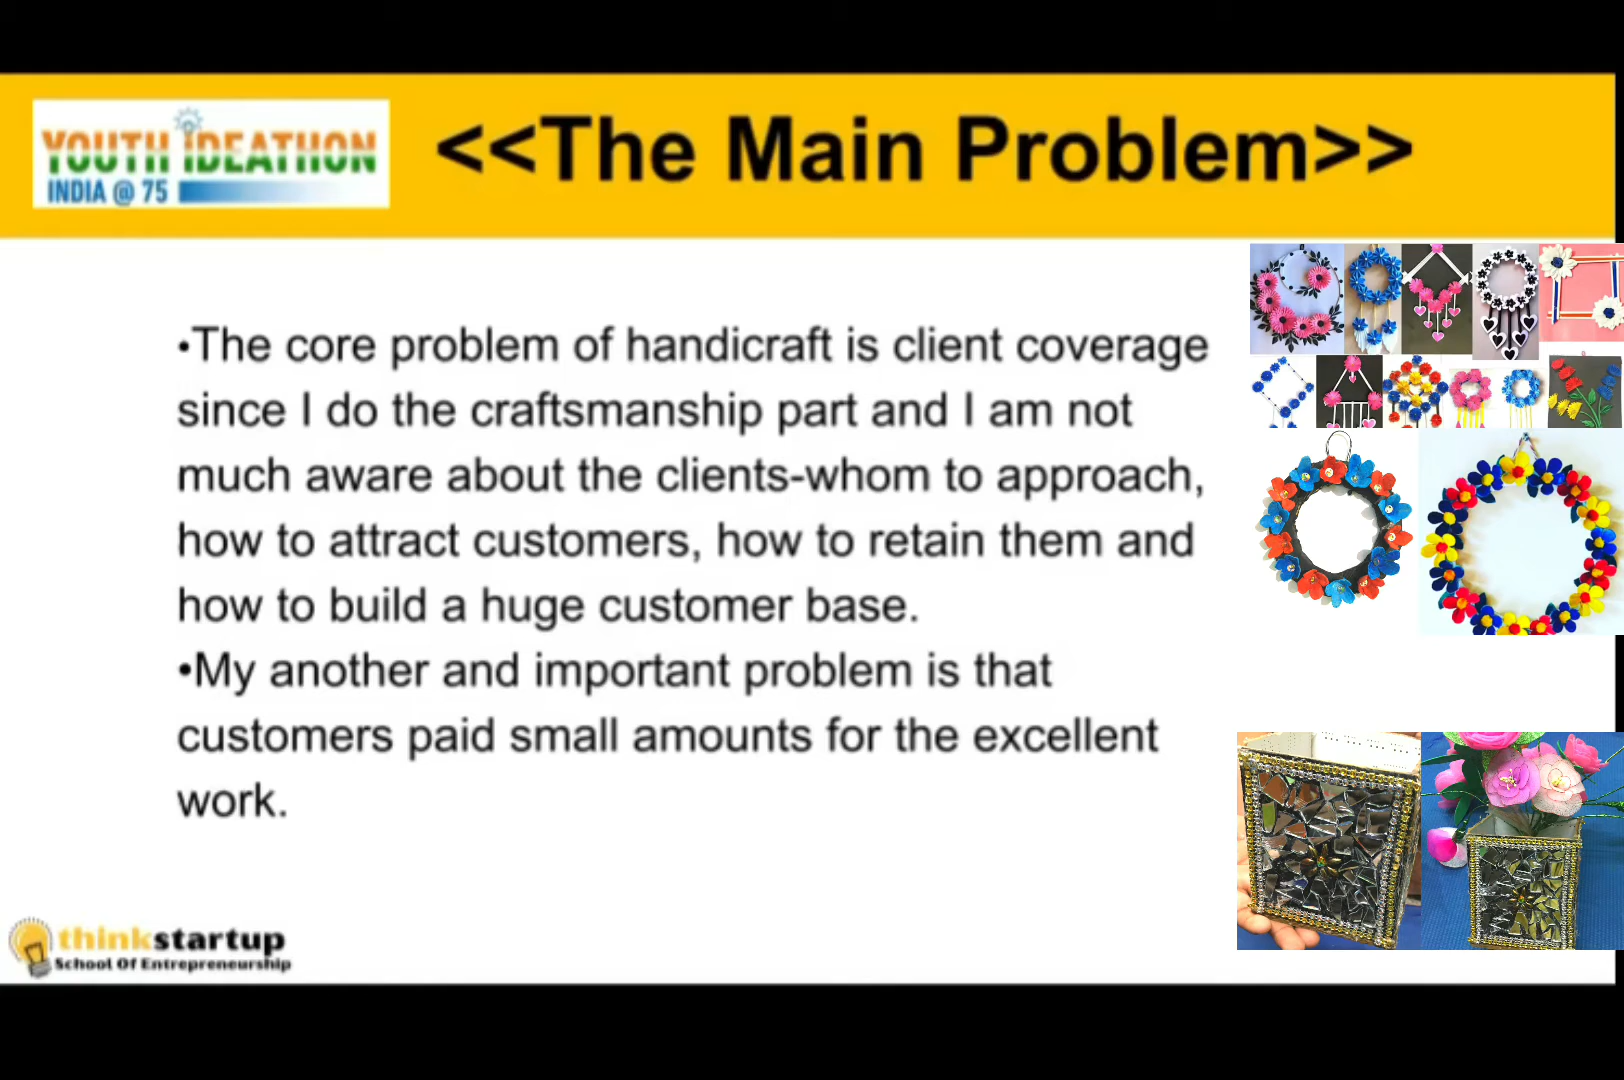 YOUTH IDEATHON
INDIA @ 75
<<The Main Problem>>
•The core problem of handicraft is client coverage
since I do the craftsmanship part and I am not
much aware about the clients-whom to approach,
how to attract customers, how to retain them and
how to build a huge customer base.
•My another and important problem is that
customers paid small amounts for the excellent
work.
thinkstartup
School Of Entrepreneurship